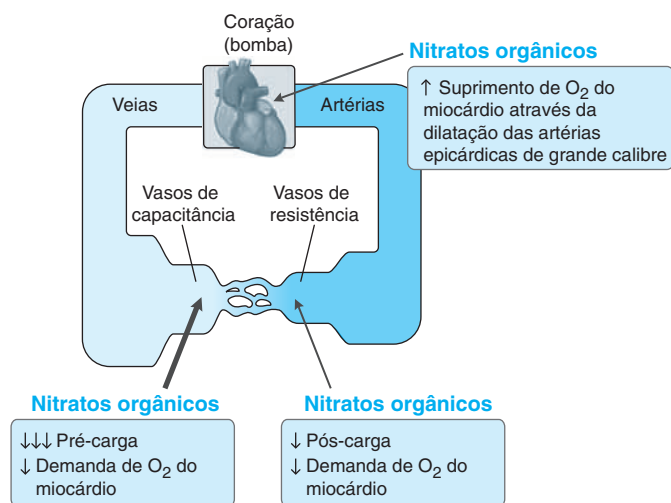 Coração
(bomba)
Nitratos orgânicos
↑ Suprimento de O₂ do
miocárdio através da
dilatação das artérias
epicárdicas de grande calibre
Veias
Artérias
Vasos de
capacitância
Vasos de
resistência
Nitratos orgânicos
↓↓↓ Pré-carga
↓ Demanda de O₂ do
miocárdio
Nitratos orgânicos
↓ Pós-carga
↓ Demanda de O₂ do
miocárdio